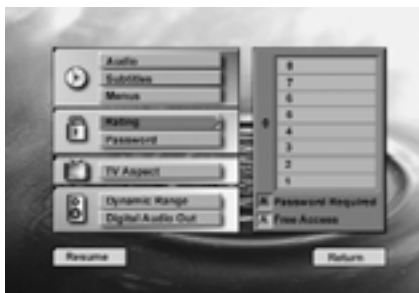 Audio
Subtitles
Menus
Rating
Password
TV Aspect
Dynamic Range
Digital Audio Out
8
7
6
5
4
3
2
1
Password Required
Free Access
Resume
Return